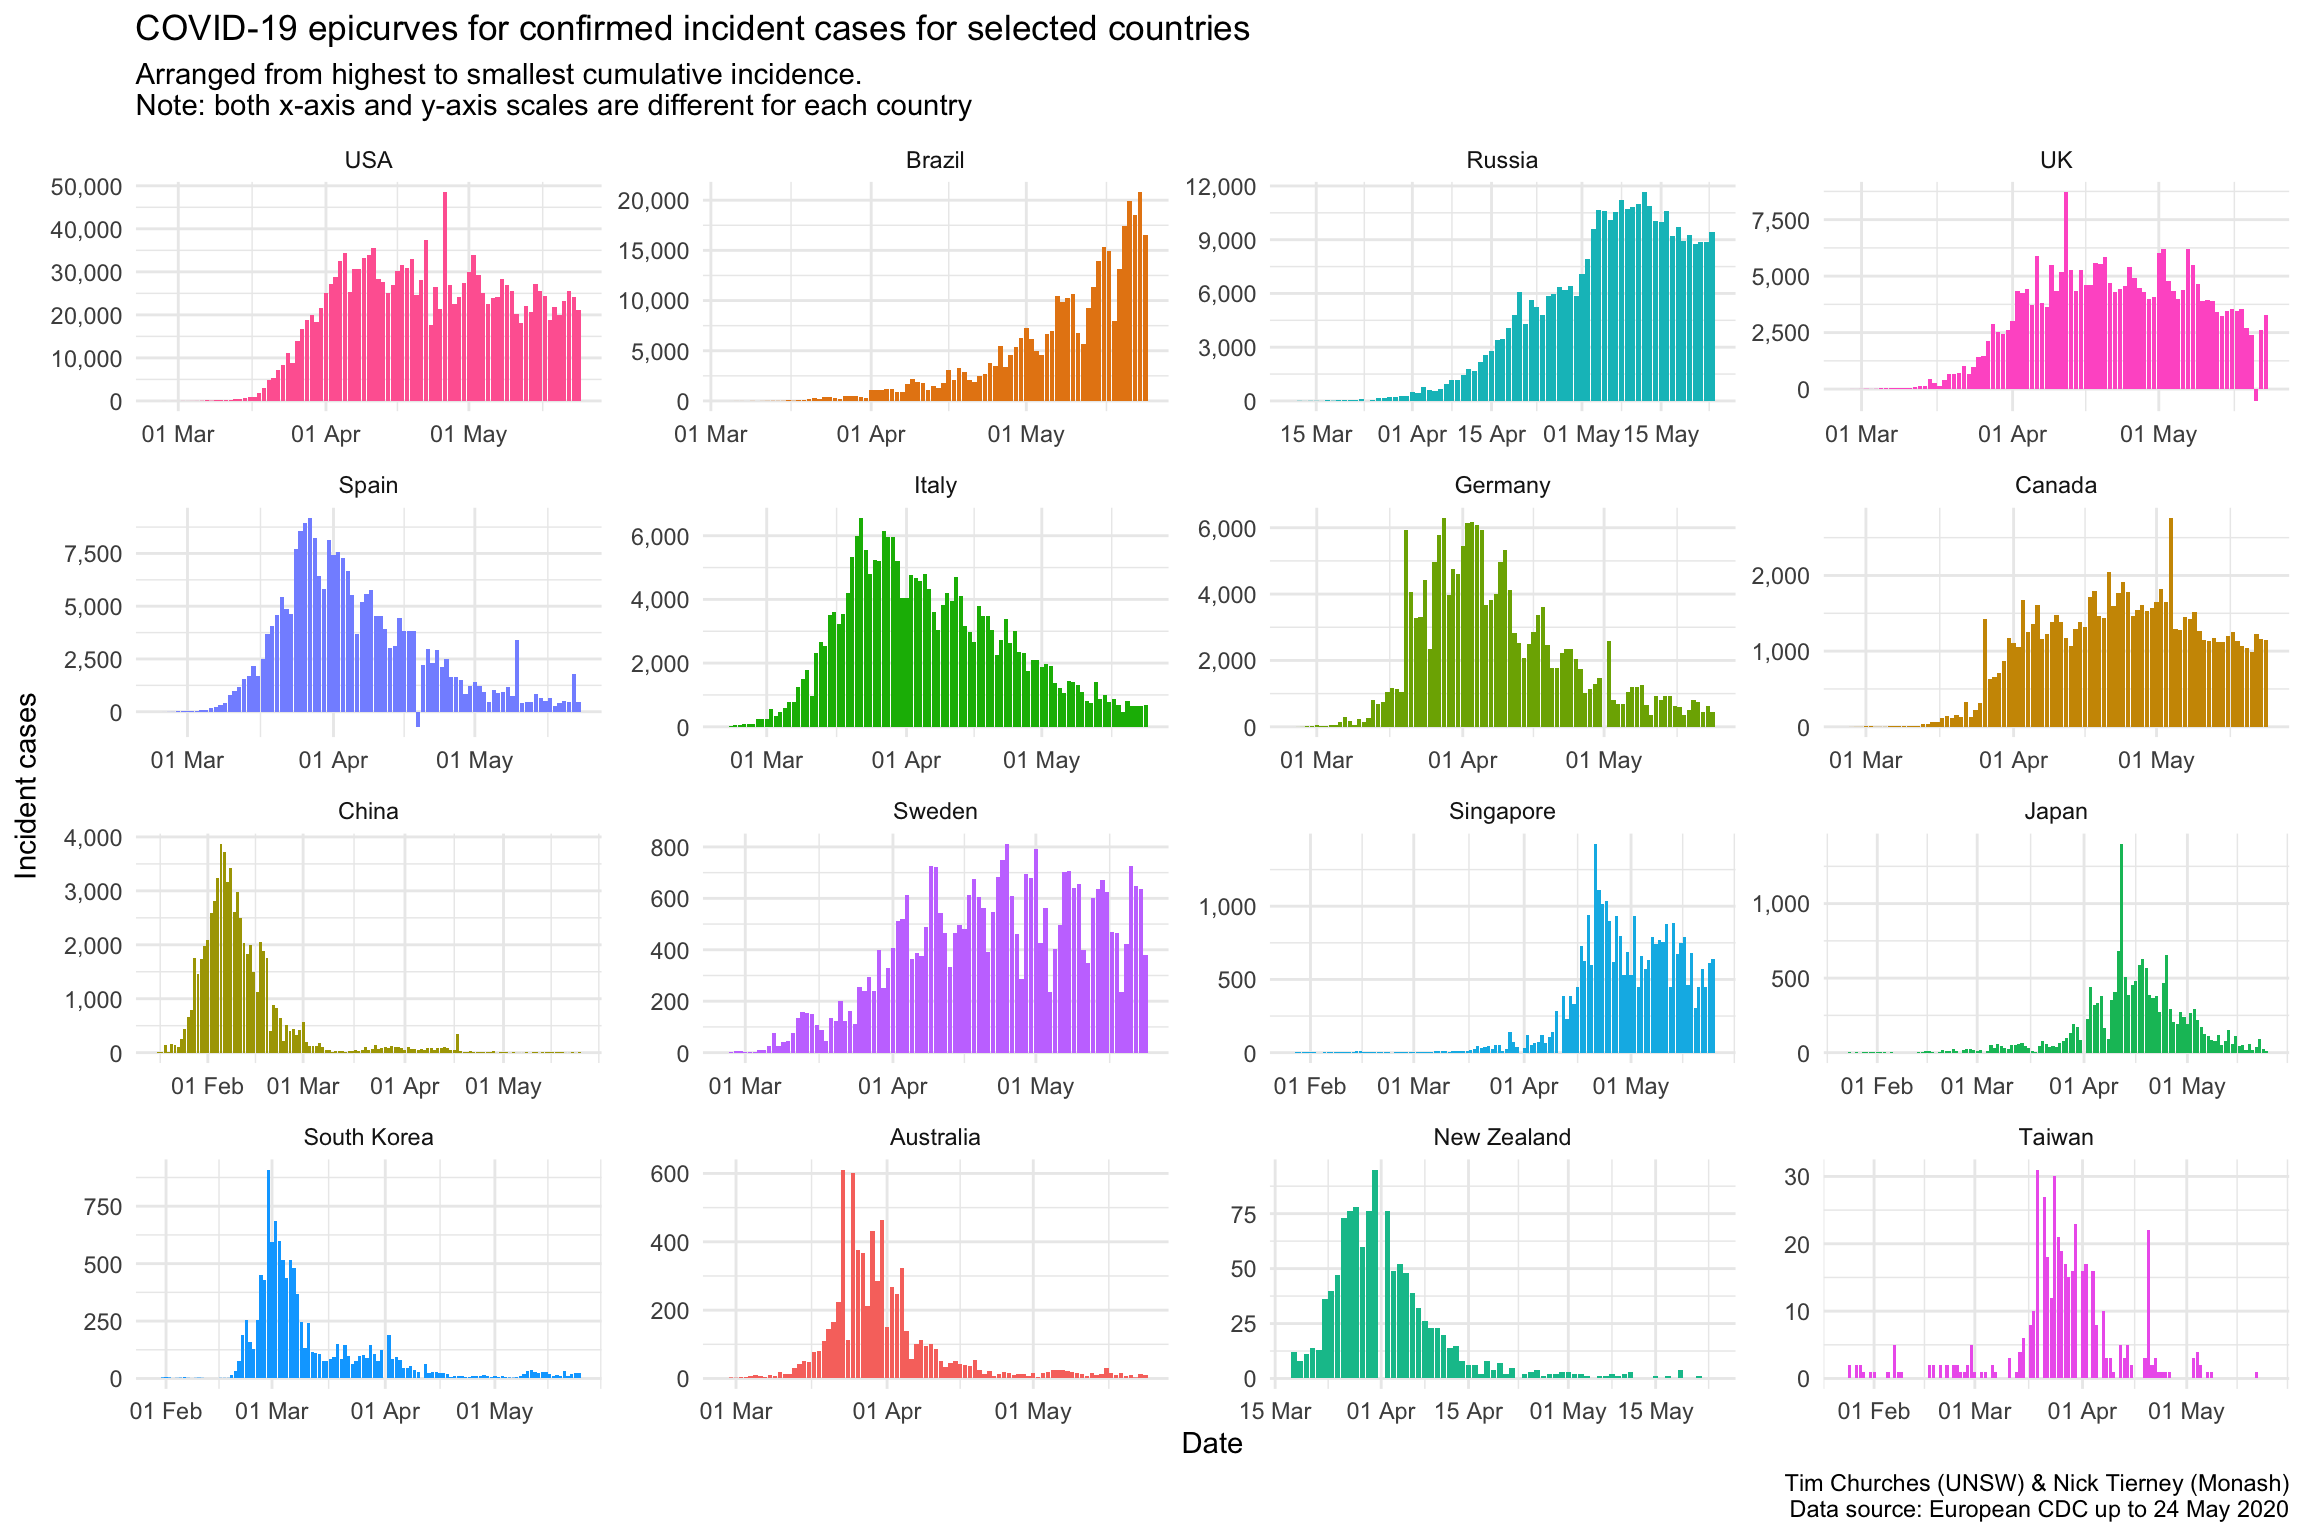 COVID-19 epicurves for confirmed incident cases for selected countries
Arranged from highest to smallest cumulative incidence.
Note: both x-axis and y-axis scales are different for each country
USA
50,000
40,000
30,000
20,000
10,000
0
01 Mar 01 Apr 01 May
Brazil
20,000
15,000
10,000
5,000
0
01 Mar 01 Apr 01 May
Russia
12,000
9,000
6,000
3,000
0
15 Mar 01 Apr 15 Apr 01 May 15 May
UK
7,500
5,000
2,500
0
01 Mar 01 Apr 01 May
Spain
7,500
5,000
2,500
0
01 Mar 01 Apr 01 May
Italy
6,000
4,000
2,000
0
01 Mar 01 Apr 01 May
Germany
6,000
4,000
2,000
0
01 Mar 01 Apr 01 May
Canada
2,000
1,000
0
01 Mar 01 Apr 01 May
Incident cases
China
4,000
3,000
2,000
1,000
0
01 Feb 01 Mar 01 Apr 01 May
Sweden
800
600
400
200
0
01 Mar 01 Apr 01 May
Singapore
1,000
500
0
01 Feb 01 Mar 01 Apr 01 May
Japan
1,000
500
0
01 Feb 01 Mar 01 Apr 01 May
South Korea
750
500
250
0
01 Feb 01 Mar 01 Apr 01 May
Australia
600
400
200
0
01 Mar 01 Apr 01 May
New Zealand
75
50
25
0
15 Mar 01 Apr 15 Apr 01 May 15 May
Taiwan
30
20
10
0
01 Feb 01 Mar 01 Apr 01 May
Date
Tim Churches (UNSW) & Nick Tierney (Monash)
Data source: European CDC up to 24 May 2020